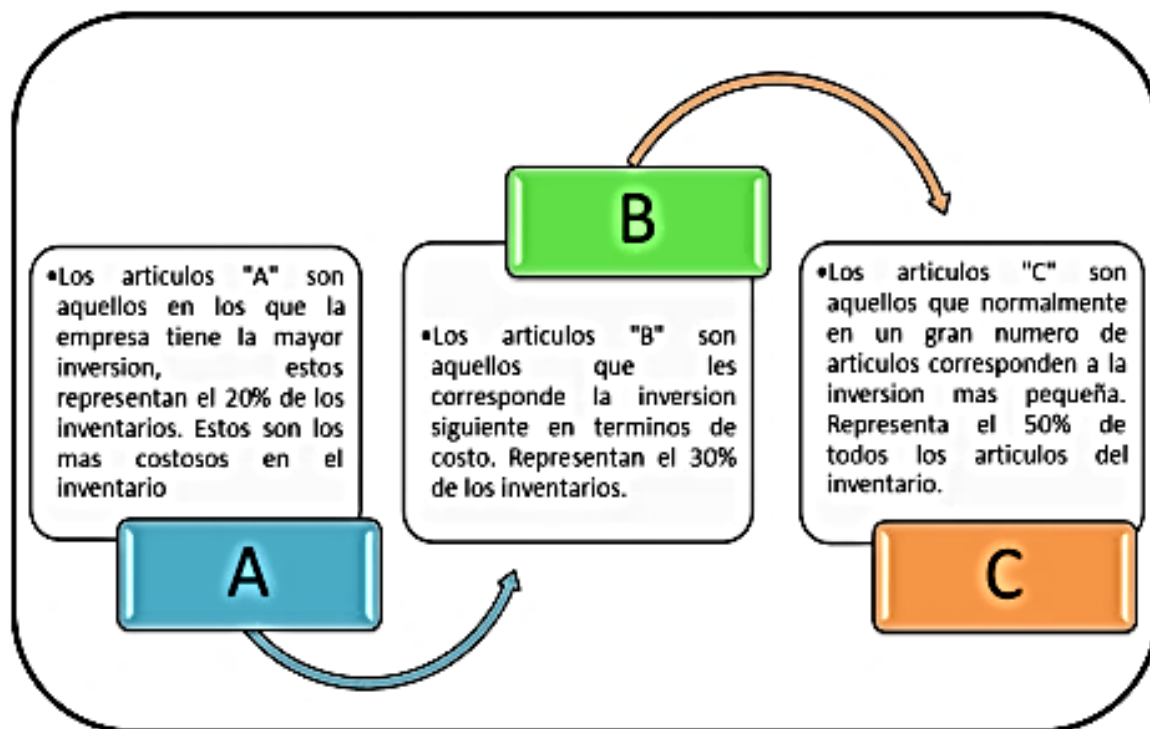 •Los articulos "A" son
aquellos en los que la
empresa tiene la mayor
inversion, estos
representan el 20% de los
inventarios. Estos son los
mas costosos en el
inventario
A
B
•Los articulos "B" son
aquellos que les
corresponde la inversion
siguiente en terminos de
costo. Representan el 30%
de los inventarios.
•Los articulos "C" son
aquellos que normalmente
en un gran numero de
articulos corresponden a la
inversion mas pequeña.
Representa el 50% de
todos los articulos del
inventario.
C